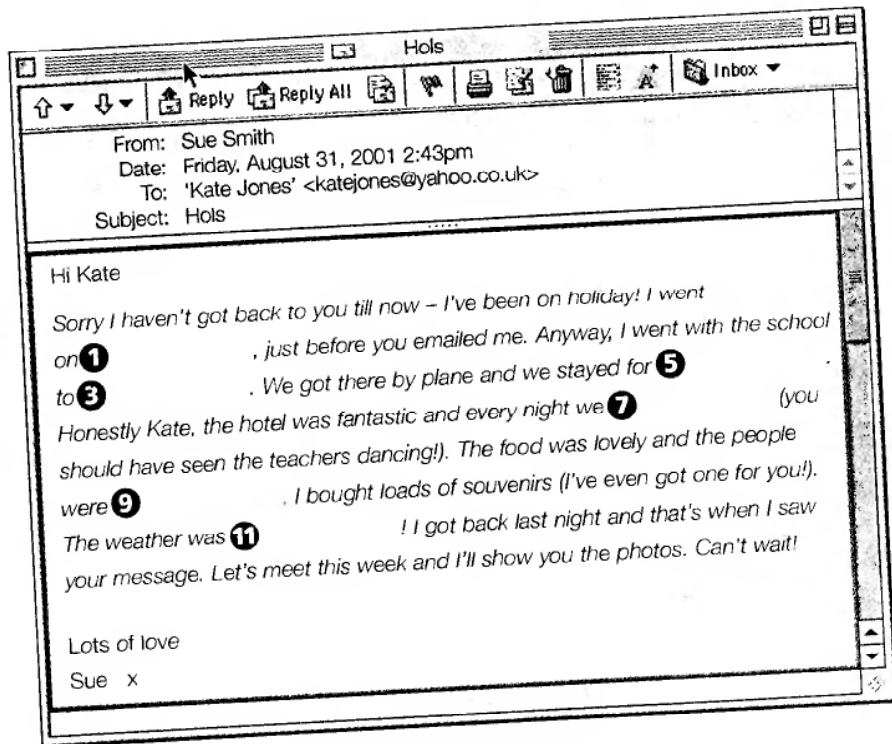 Hols
Reply Reply All Inbox
From: Sue Smith
Date: Friday, August 31, 2001 2:43pm
To: 'Kate Jones' <katejones@yahoo.co.uk>
Subject: Hols
Hi Kate
Sorry I haven't got back to you till now – I've been on holiday! I went
on 1 , just before you emailed me. Anyway, I went with the school
to 3 . We got there by plane and we stayed for 5 .
Honestly Kate, the hotel was fantastic and every night we 7 (you
should have seen the teachers dancing!). The food was lovely and the people
were 9 . I bought loads of souvenirs (I've even got one for you!).
The weather was 11 ! I got back last night and that's when I saw
your message. Let's meet this week and I'll show you the photos. Can't wait!
Lots of love
Sue x